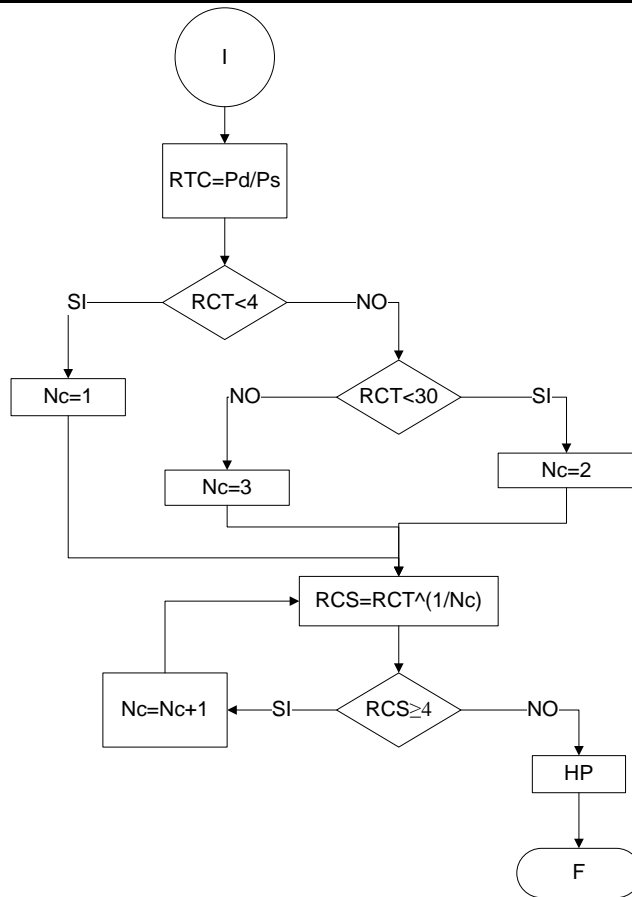 I
RTC=Pd/Ps
SI
RCT<4
NO
Nc=1
NO
RCT<30
SI
Nc=3
Nc=2
RCS=RCT^(1/Nc)
Nc=Nc+1
SI
RCS≥4
NO
HP
F